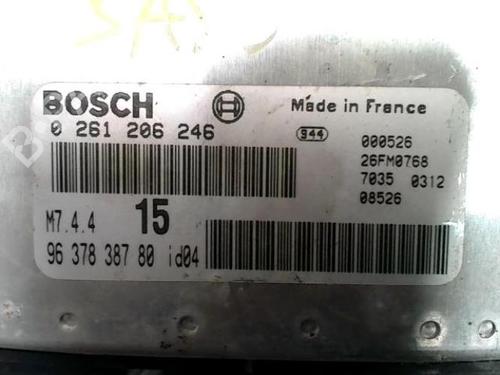 BOSCH
Made in France
0 261 206 246
944
000526
26FM0768
7035 0312
08526
M7.4.4 15
96 378 387 80 id04